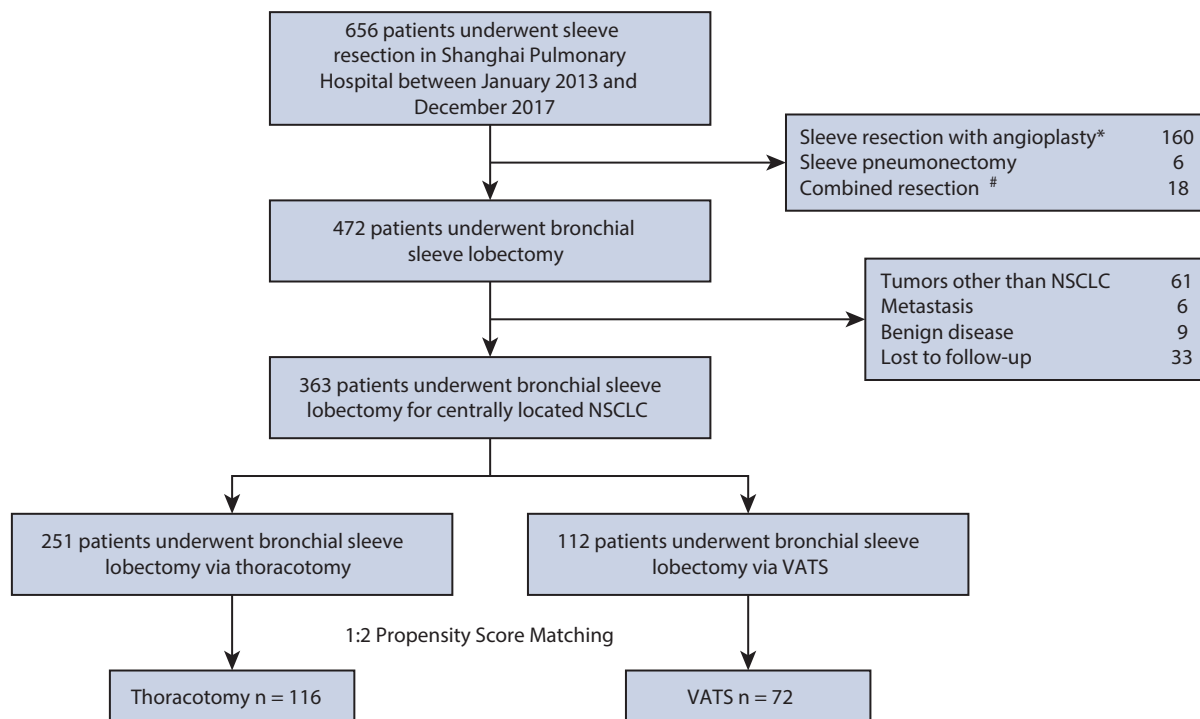 656 patients underwent sleeve
resection in Shanghai Pulmonary
Hospital between January 2013 and
December 2017
Sleeve resection with angioplasty* 160
Sleeve pneumonectomy 6
Combined resection # 18
472 patients underwent bronchial
sleeve lobectomy
Tumors other than NSCLC 61
Metastasis 6
Benign disease 9
Lost to follow-up 33
363 patients underwent bronchial sleeve
lobectomy for centrally located NSCLC
251 patients underwent bronchial sleeve
lobectomy via thoracotomy
112 patients underwent bronchial sleeve
lobectomy via VATS
1:2 Propensity Score Matching
Thoracotomy n = 116
VATS n = 72